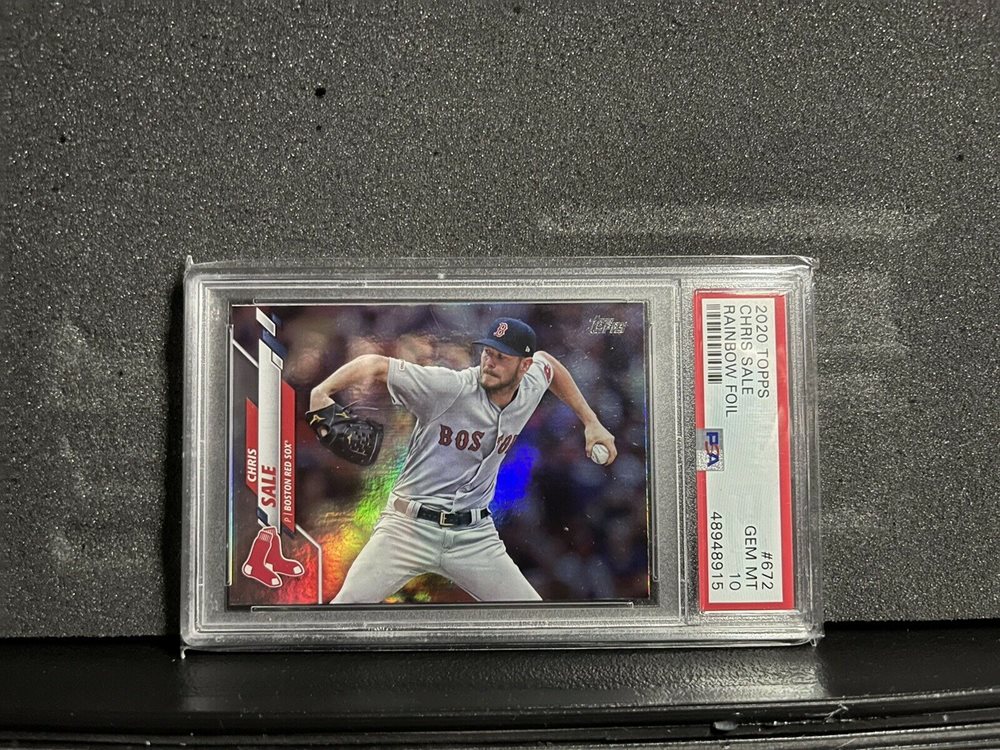 2020 TOPPS
CHRIS SALE
RAINBOW FOIL
#672
GEM MT
10
PSA
48948915
Topps
B
BOSTON
CHRIS
SALE
P | BOSTON RED SOX